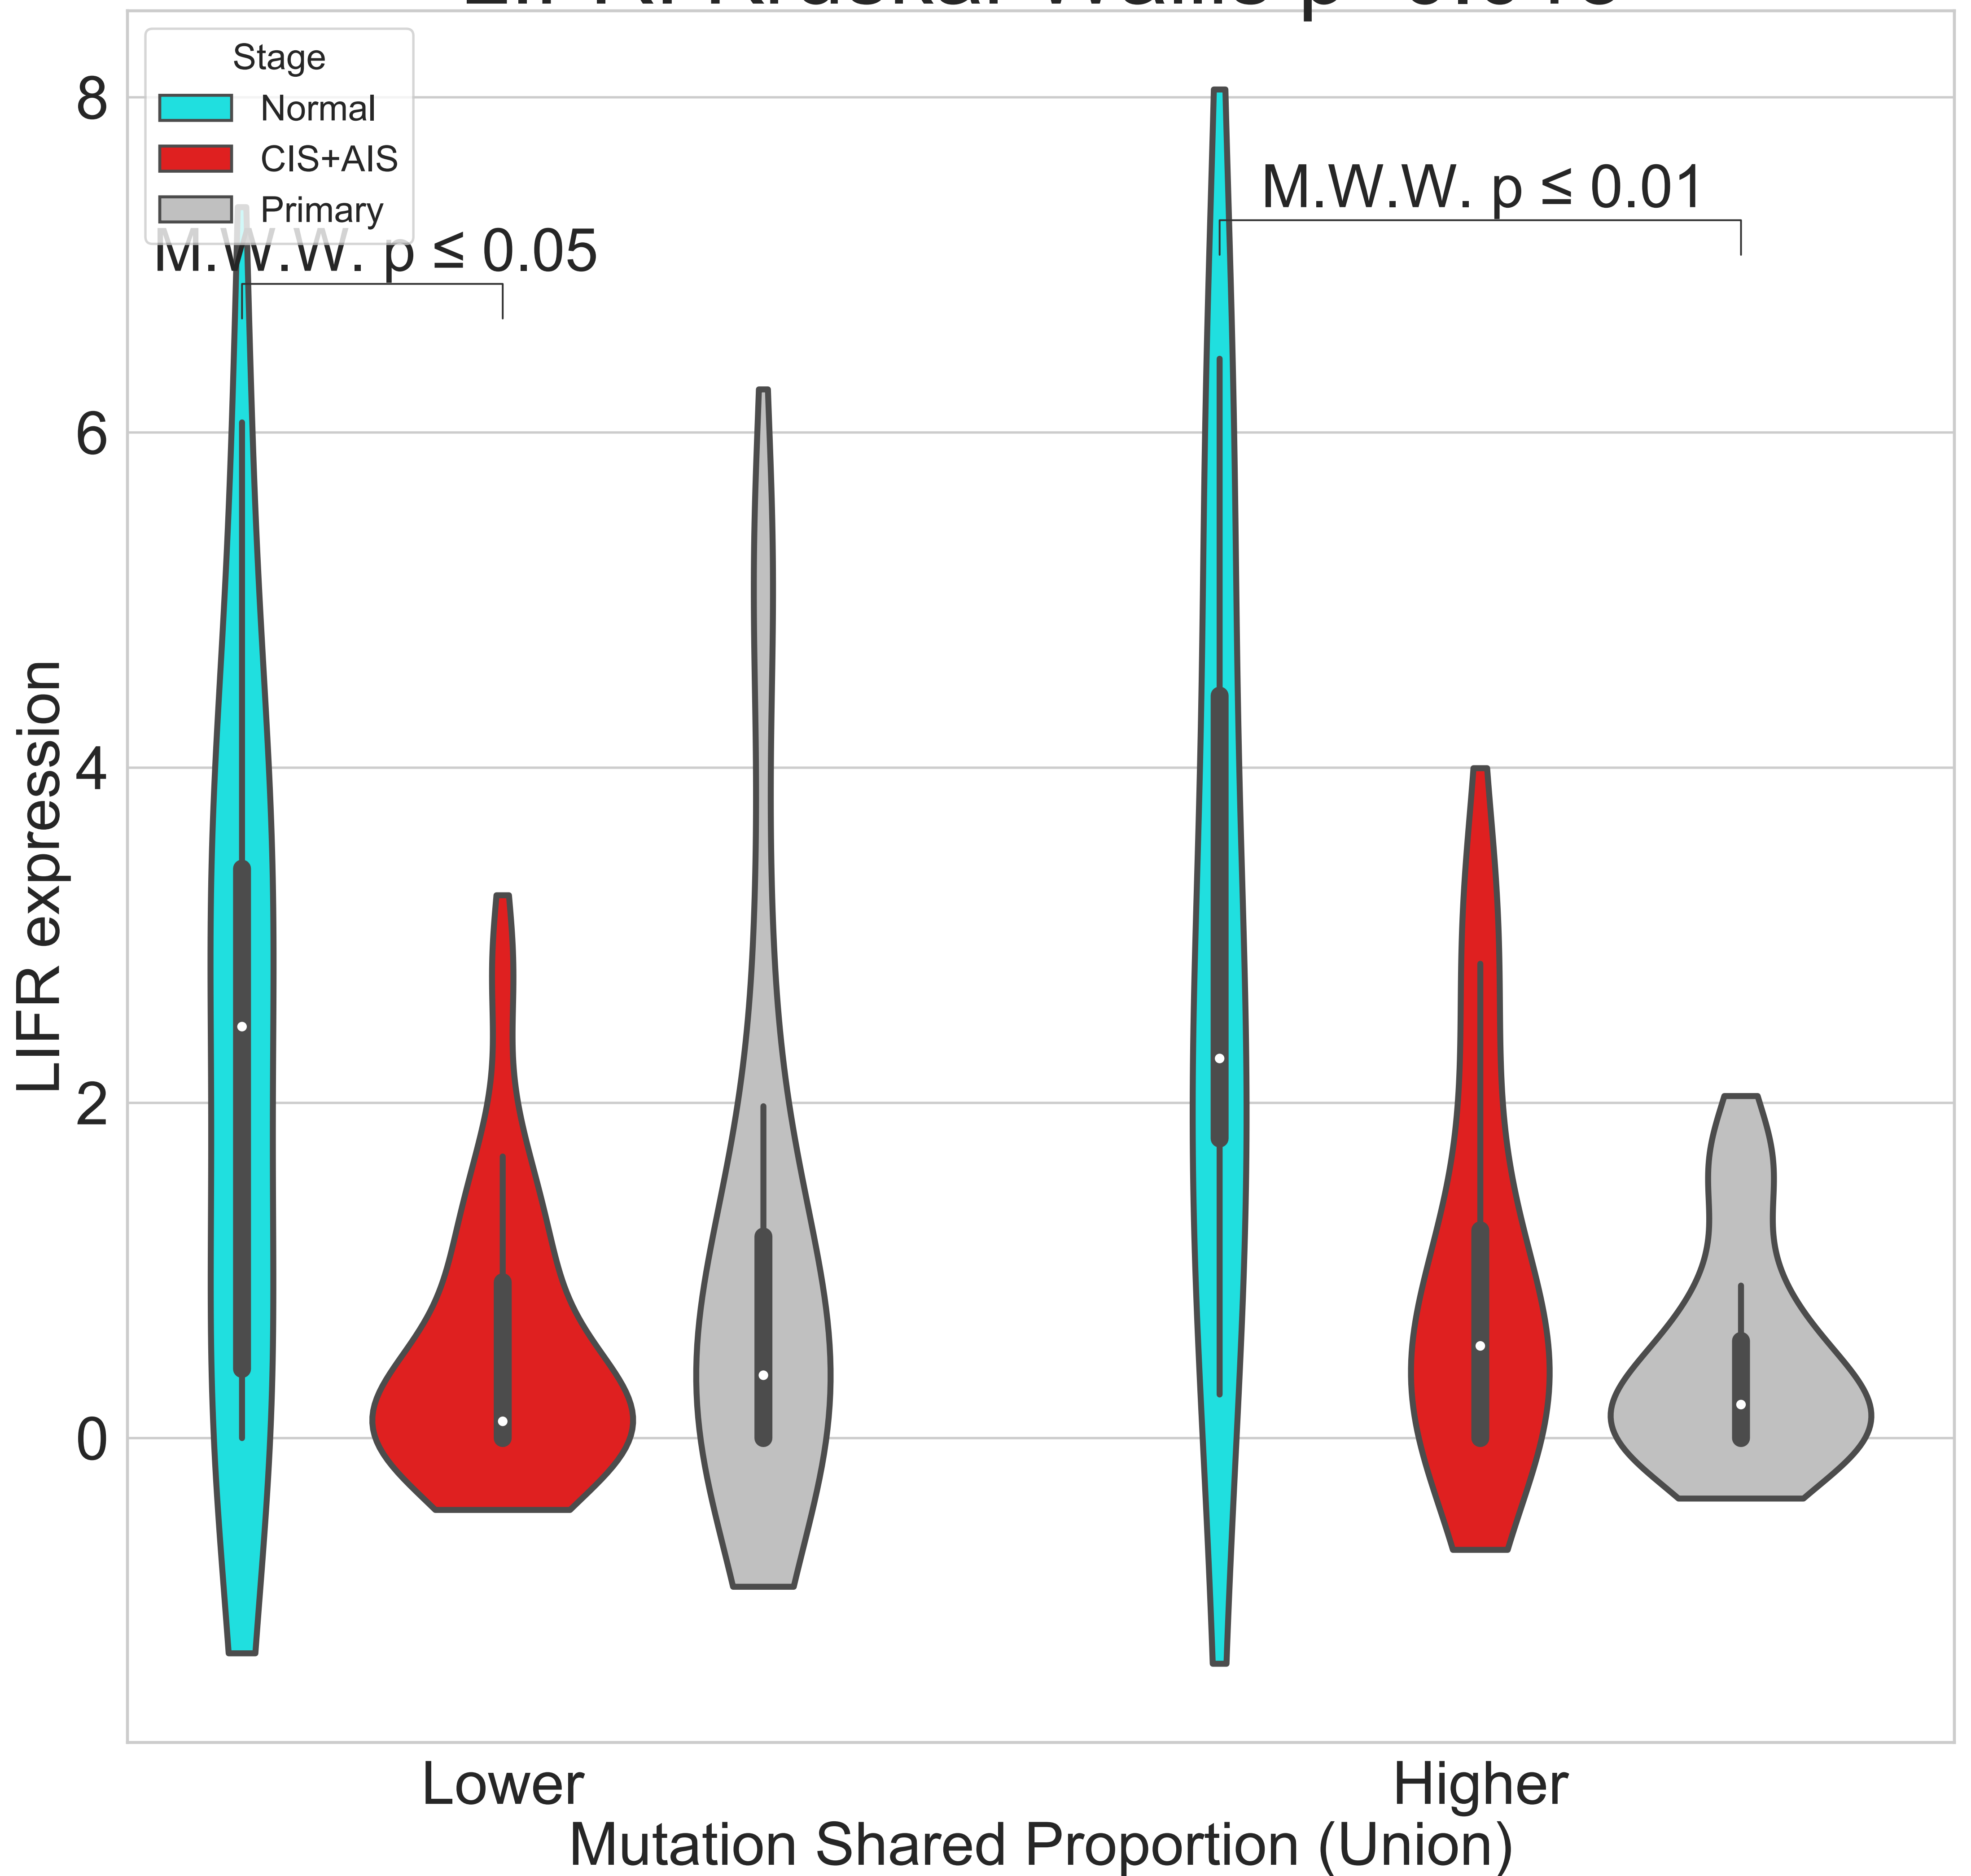 Stage
Normal
CIS+AIS
Primary
M.W.W. p ≤ 0.05
M.W.W. p ≤ 0.01
8
6
4
2
0
LIFR expression
Lower
Higher
Mutation Shared Proportion (Union)